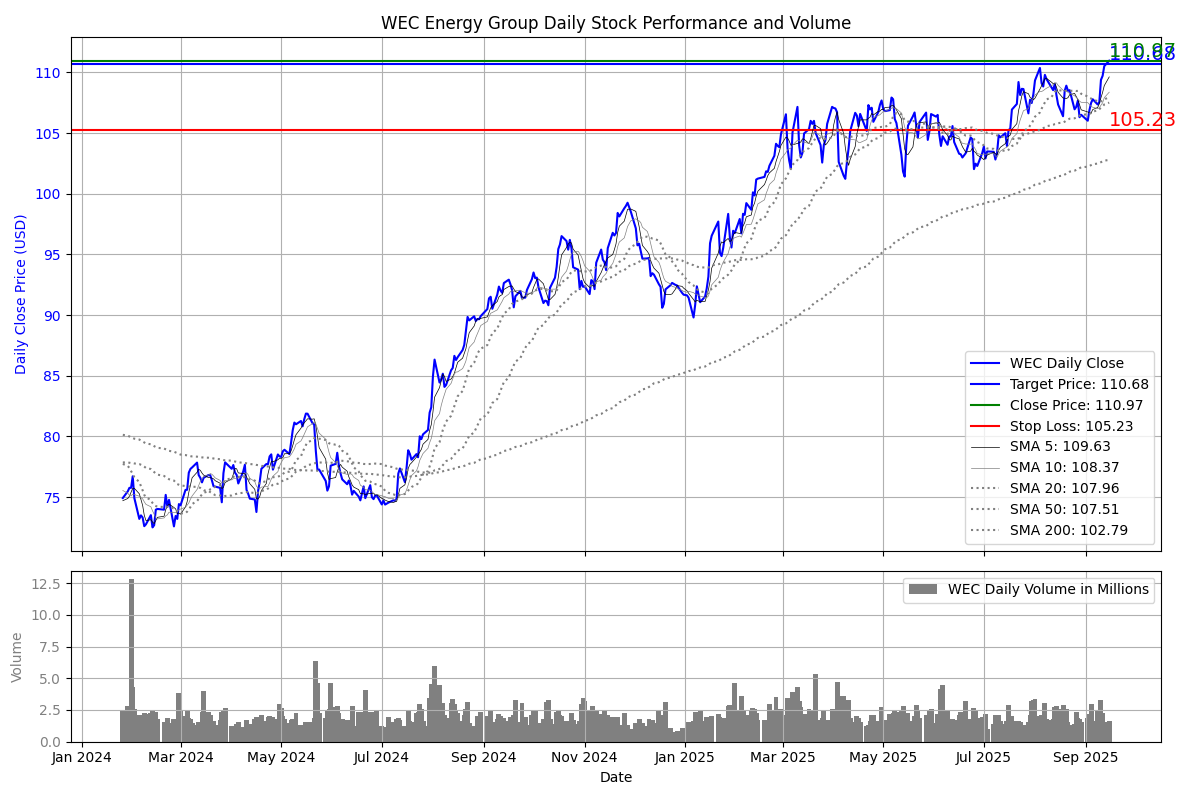 WEC Energy Group Daily Stock Performance and Volume
110.97
110.68
105.23
110
105
100
95
90
85
80
75
Daily Close Price (USD)
WEC Daily Close
Target Price: 110.68
Close Price: 110.97
Stop Loss: 105.23
SMA 5: 109.63
SMA 10: 108.37
SMA 20: 107.96
SMA 50: 107.51
SMA 200: 102.79
12.5
10.0
7.5
5.0
2.5
0.0
Volume
WEC Daily Volume in Millions
Jan 2024
Mar 2024
May 2024
Jul 2024
Sep 2024
Nov 2024
Jan 2025
Mar 2025
May 2025
Jul 2025
Sep 2025
Date